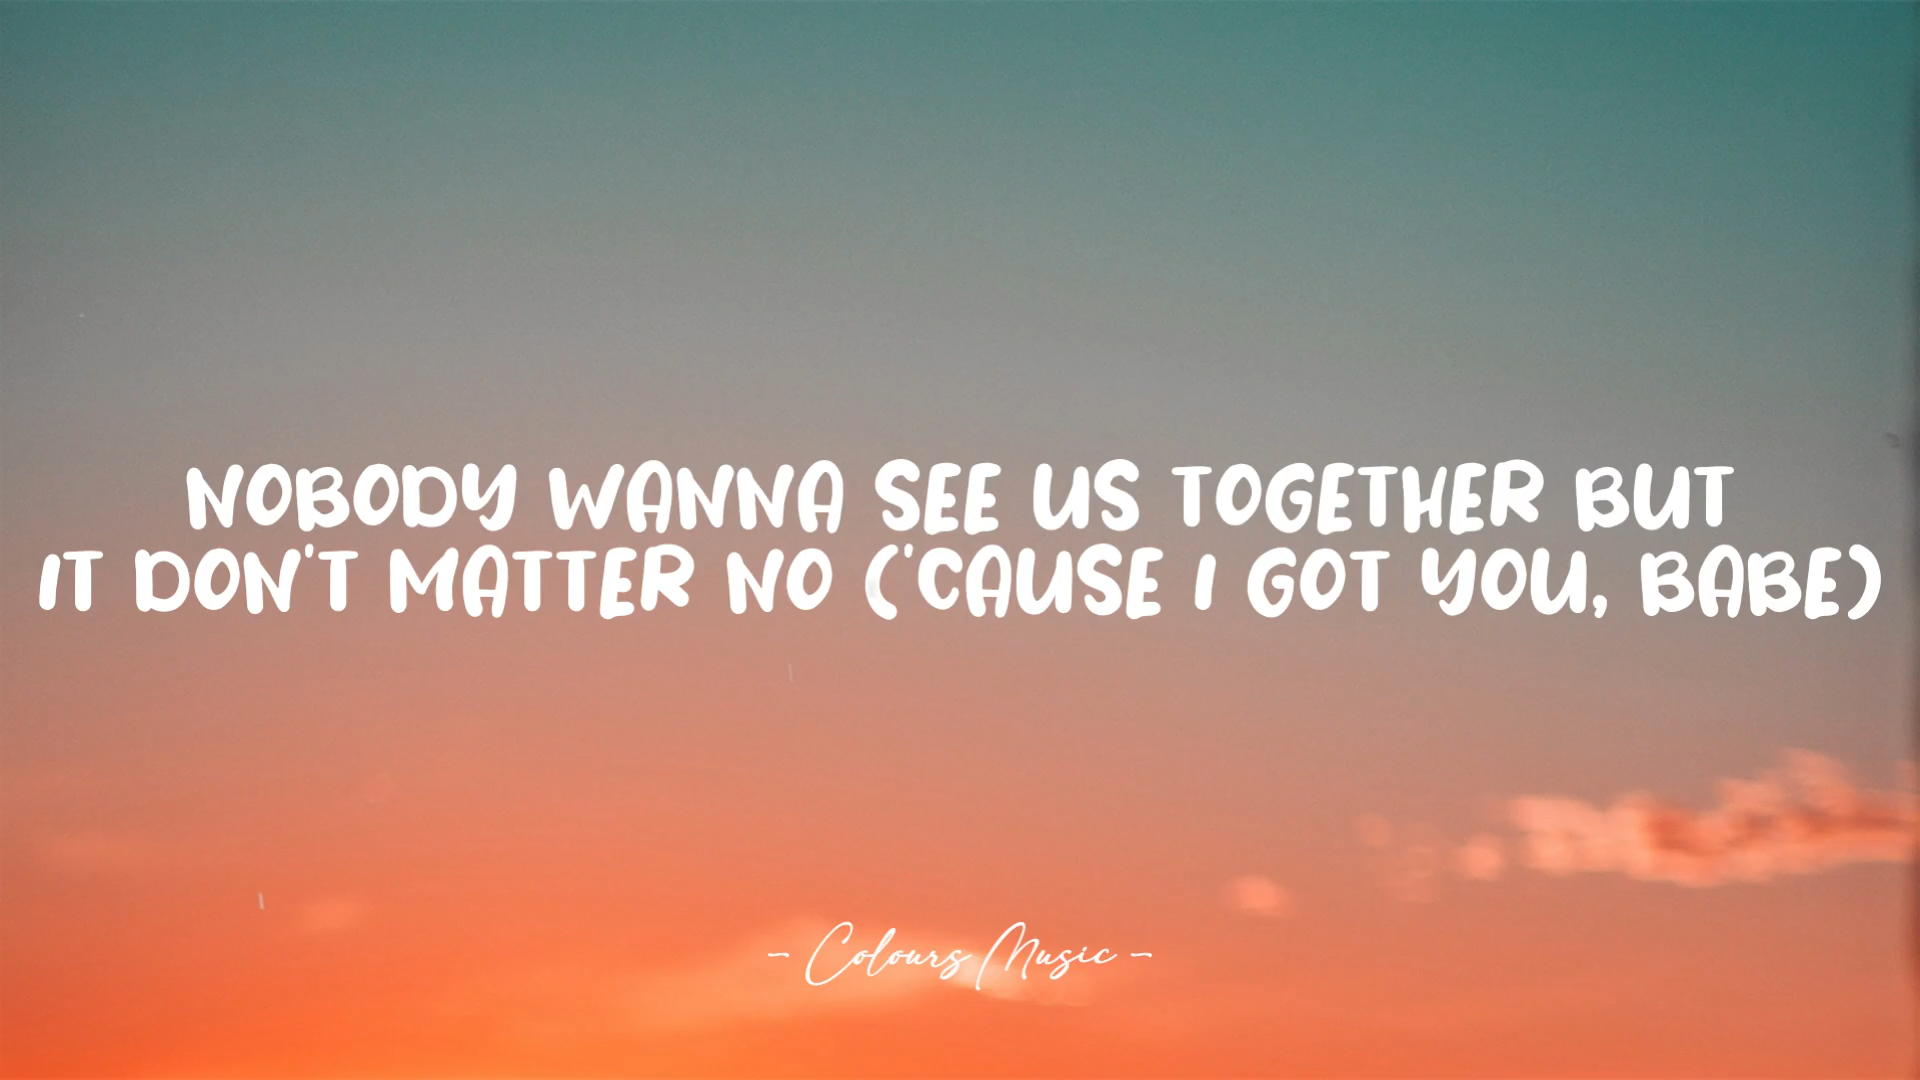 NOBODY WANNA SEE US TOGETHER BUT
IT DON'T MATTER NO ('CAUSE I GOT YOU, BABE)
- Colours Music -